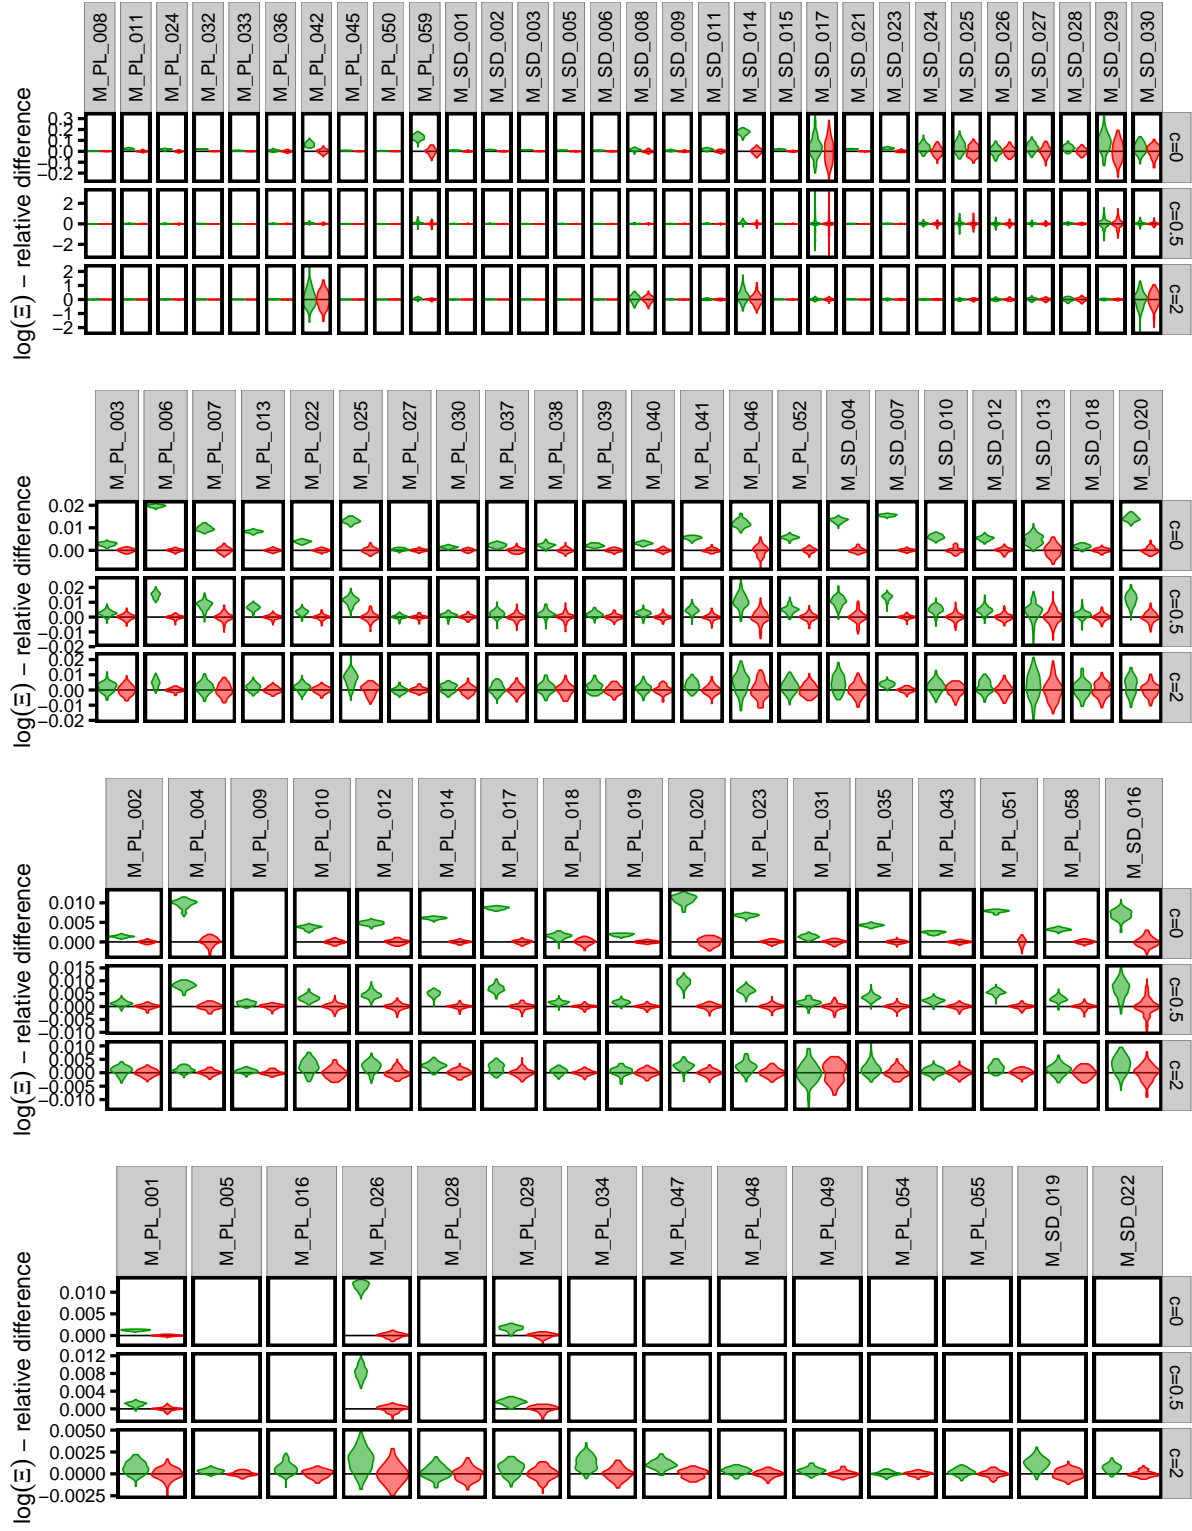 M_PL_008 M_PL_011 M_PL_024 M_PL_032 M_PL_033 M_PL_036 M_PL_042 M_PL_045 M_PL_050 M_PL_059 M_SD_001 M_SD_002 M_SD_003 M_SD_005 M_SD_006 M_SD_008 M_SD_009 M_SD_011 M_SD_014 M_SD_015 M_SD_017 M_SD_021 M_SD_023 M_SD_024 M_SD_025 M_SD_026 M_SD_027 M_SD_028 M_SD_029 M_SD_030
log(Ξ) − relative difference
0.3
0.2
0.1
0.0
−0.1
−0.2
c=0
2
0
−2
c=0.5
2
1
0
−1
−2
c=2
M_PL_003 M_PL_006 M_PL_007 M_PL_013 M_PL_022 M_PL_025 M_PL_027 M_PL_030 M_PL_037 M_PL_038 M_PL_039 M_PL_040 M_PL_041 M_PL_046 M_PL_052 M_SD_004 M_SD_007 M_SD_010 M_SD_012 M_SD_013 M_SD_018 M_SD_020
log(Ξ) − relative difference
0.02
0.01
0.00
c=0
0.02
0.01
0.00
−0.01
−0.02
c=0.5
0.02
0.01
0.00
−0.01
−0.02
c=2
M_PL_002 M_PL_004 M_PL_009 M_PL_010 M_PL_012 M_PL_014 M_PL_017 M_PL_018 M_PL_019 M_PL_020 M_PL_023 M_PL_031 M_PL_035 M_PL_043 M_PL_051 M_PL_058 M_SD_016
log(Ξ) − relative difference
0.010
0.005
0.000
c=0
0.015
0.010
0.005
0.000
−0.005
−0.010
c=0.5
0.010
0.005
0.000
−0.005
−0.010
c=2
M_PL_001 M_PL_005 M_PL_016 M_PL_026 M_PL_028 M_PL_029 M_PL_034 M_PL_047 M_PL_048 M_PL_049 M_PL_054 M_PL_055 M_SD_019 M_SD_022
log(Ξ) − relative difference
0.010
0.005
0.000
c=0
0.012
0.008
0.004
0.000
c=0.5
0.0050
0.0025
0.0000
−0.0025
c=2